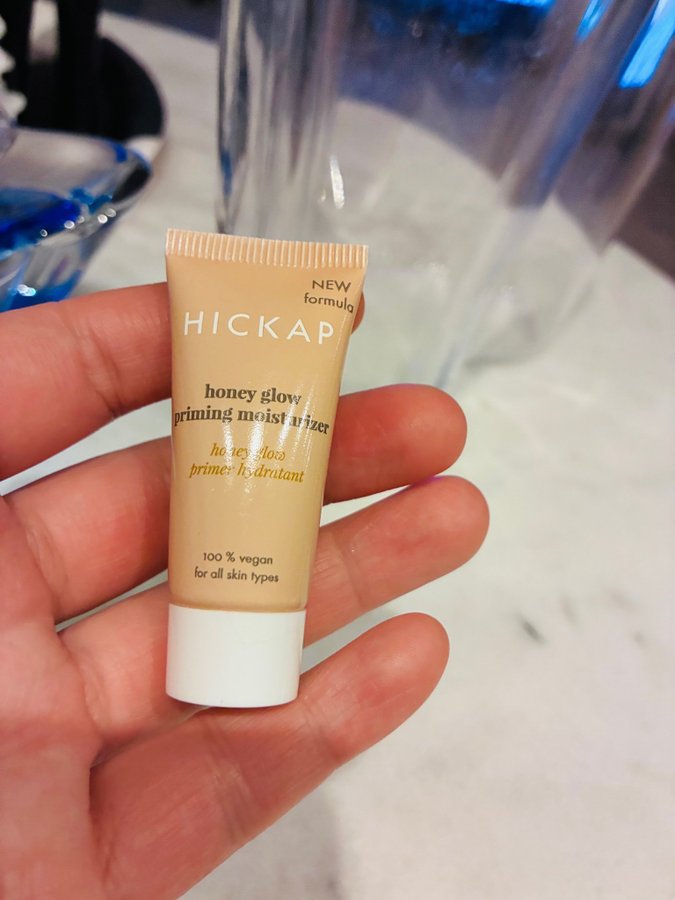 NEW
formula
HICKAP
honey glow
priming moisturizer
honey glow
primer hydratant
100 % vegan
for all skin types